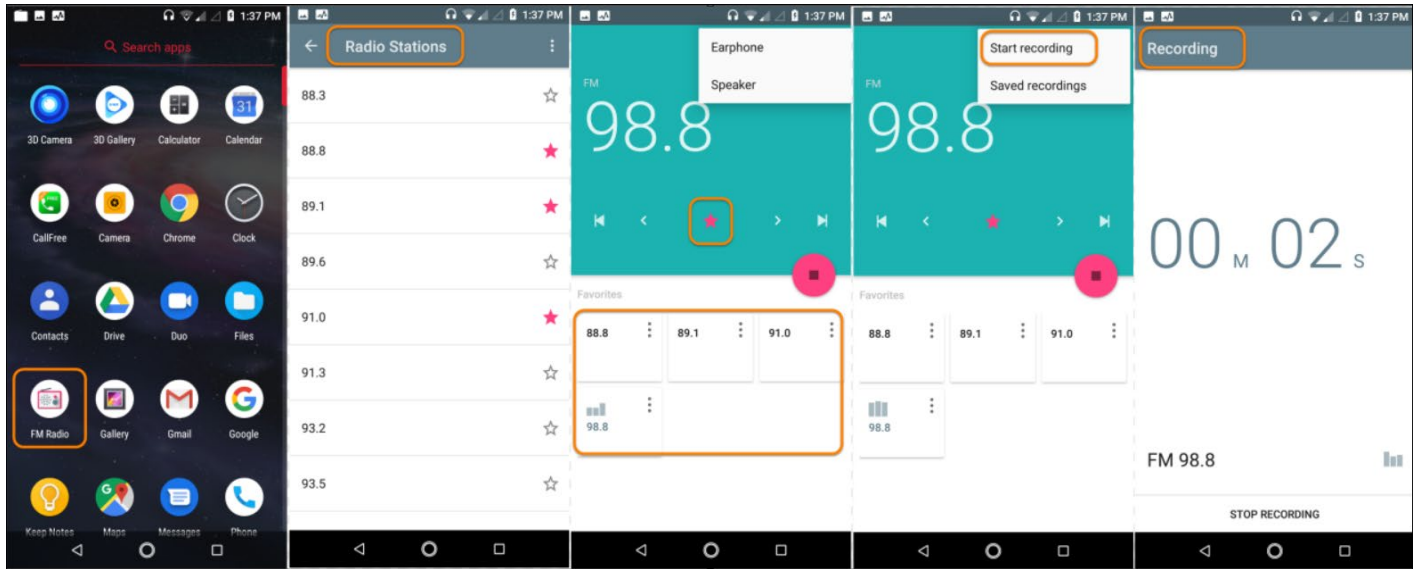 1:37 PM
Search apps
31
3D Camera 3D Gallery Calculator Calendar
CallFree Camera Chrome Clock
Contacts Drive Duo Files
FM Radio Gallery Gmail Google
Keep Notes Maps Messages Phone
1:37 PM
Radio Stations
88.3
88.8
89.1
89.6
91.0
91.3
93.2
93.5
1:37 PM
Earphone
Speaker
FM
98.8
Favorites
88.8 89.1 91.0
98.8
1:37 PM
Start recording
Saved recordings
FM
98.8
Favorites
88.8 89.1 91.0
98.8
1:37 PM
Recording
00 M 02 S
FM 98.8
STOP RECORDING